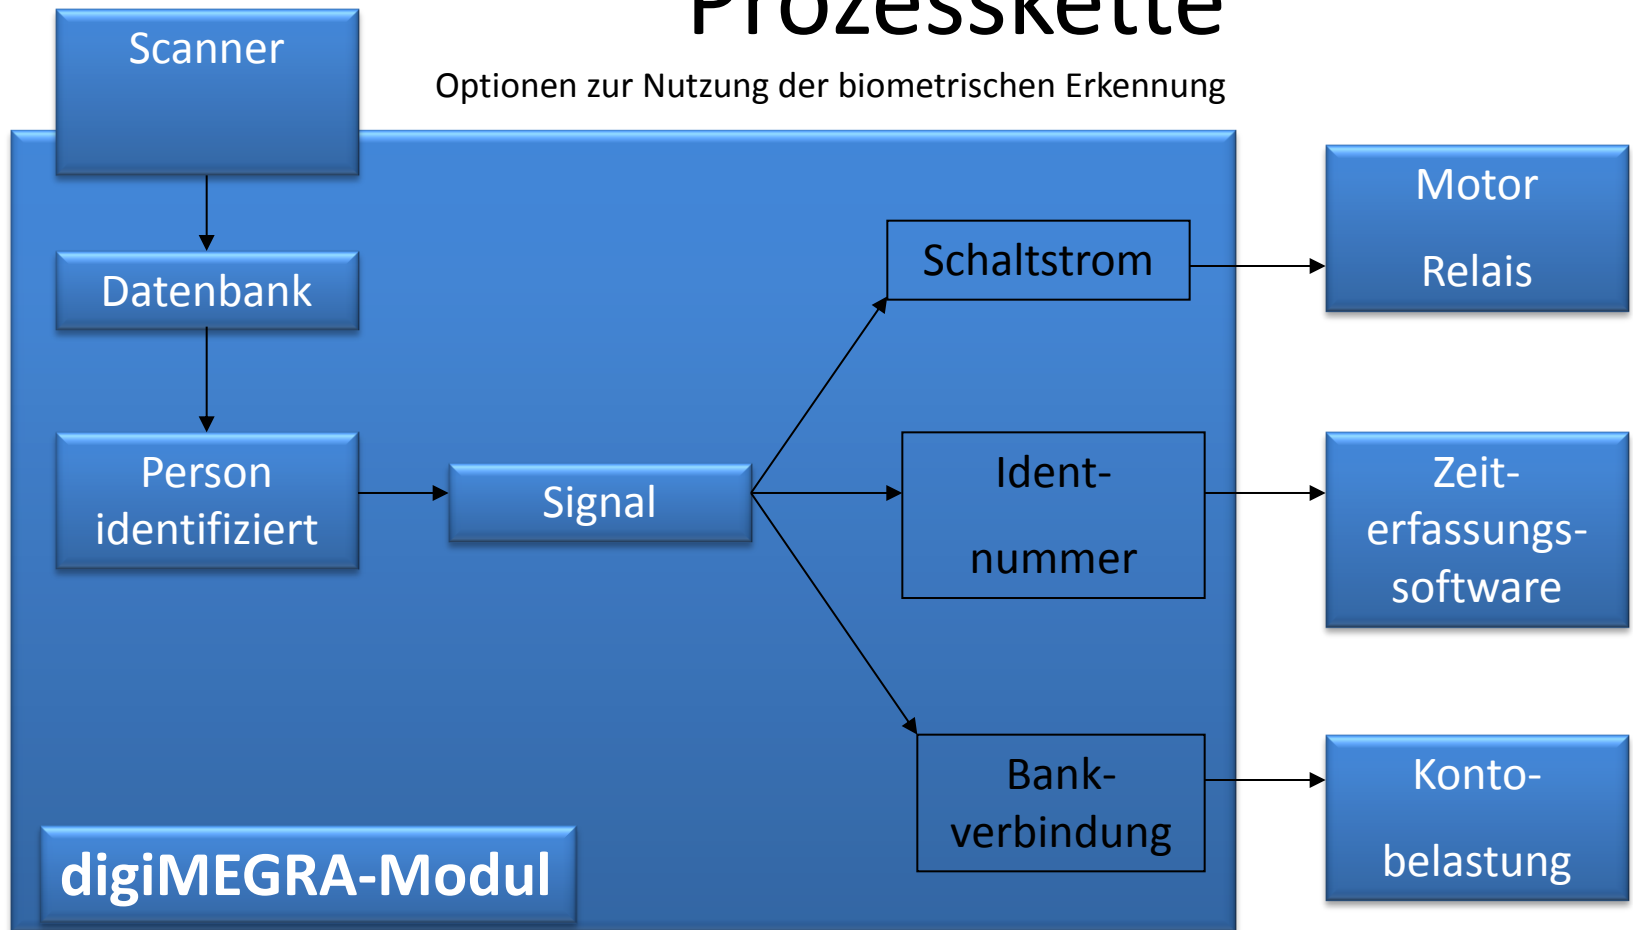 Prozesskette
Optionen zur Nutzung der biometrischen Erkennung
Scanner
Datenbank
Person
identifiziert
Signal
Schaltstrom
Ident-
nummer
Bank-
verbindung
Motor
Relais
Zeit-
erfassungs-
software
Konto-
belastung
digiMEGRA-Modul